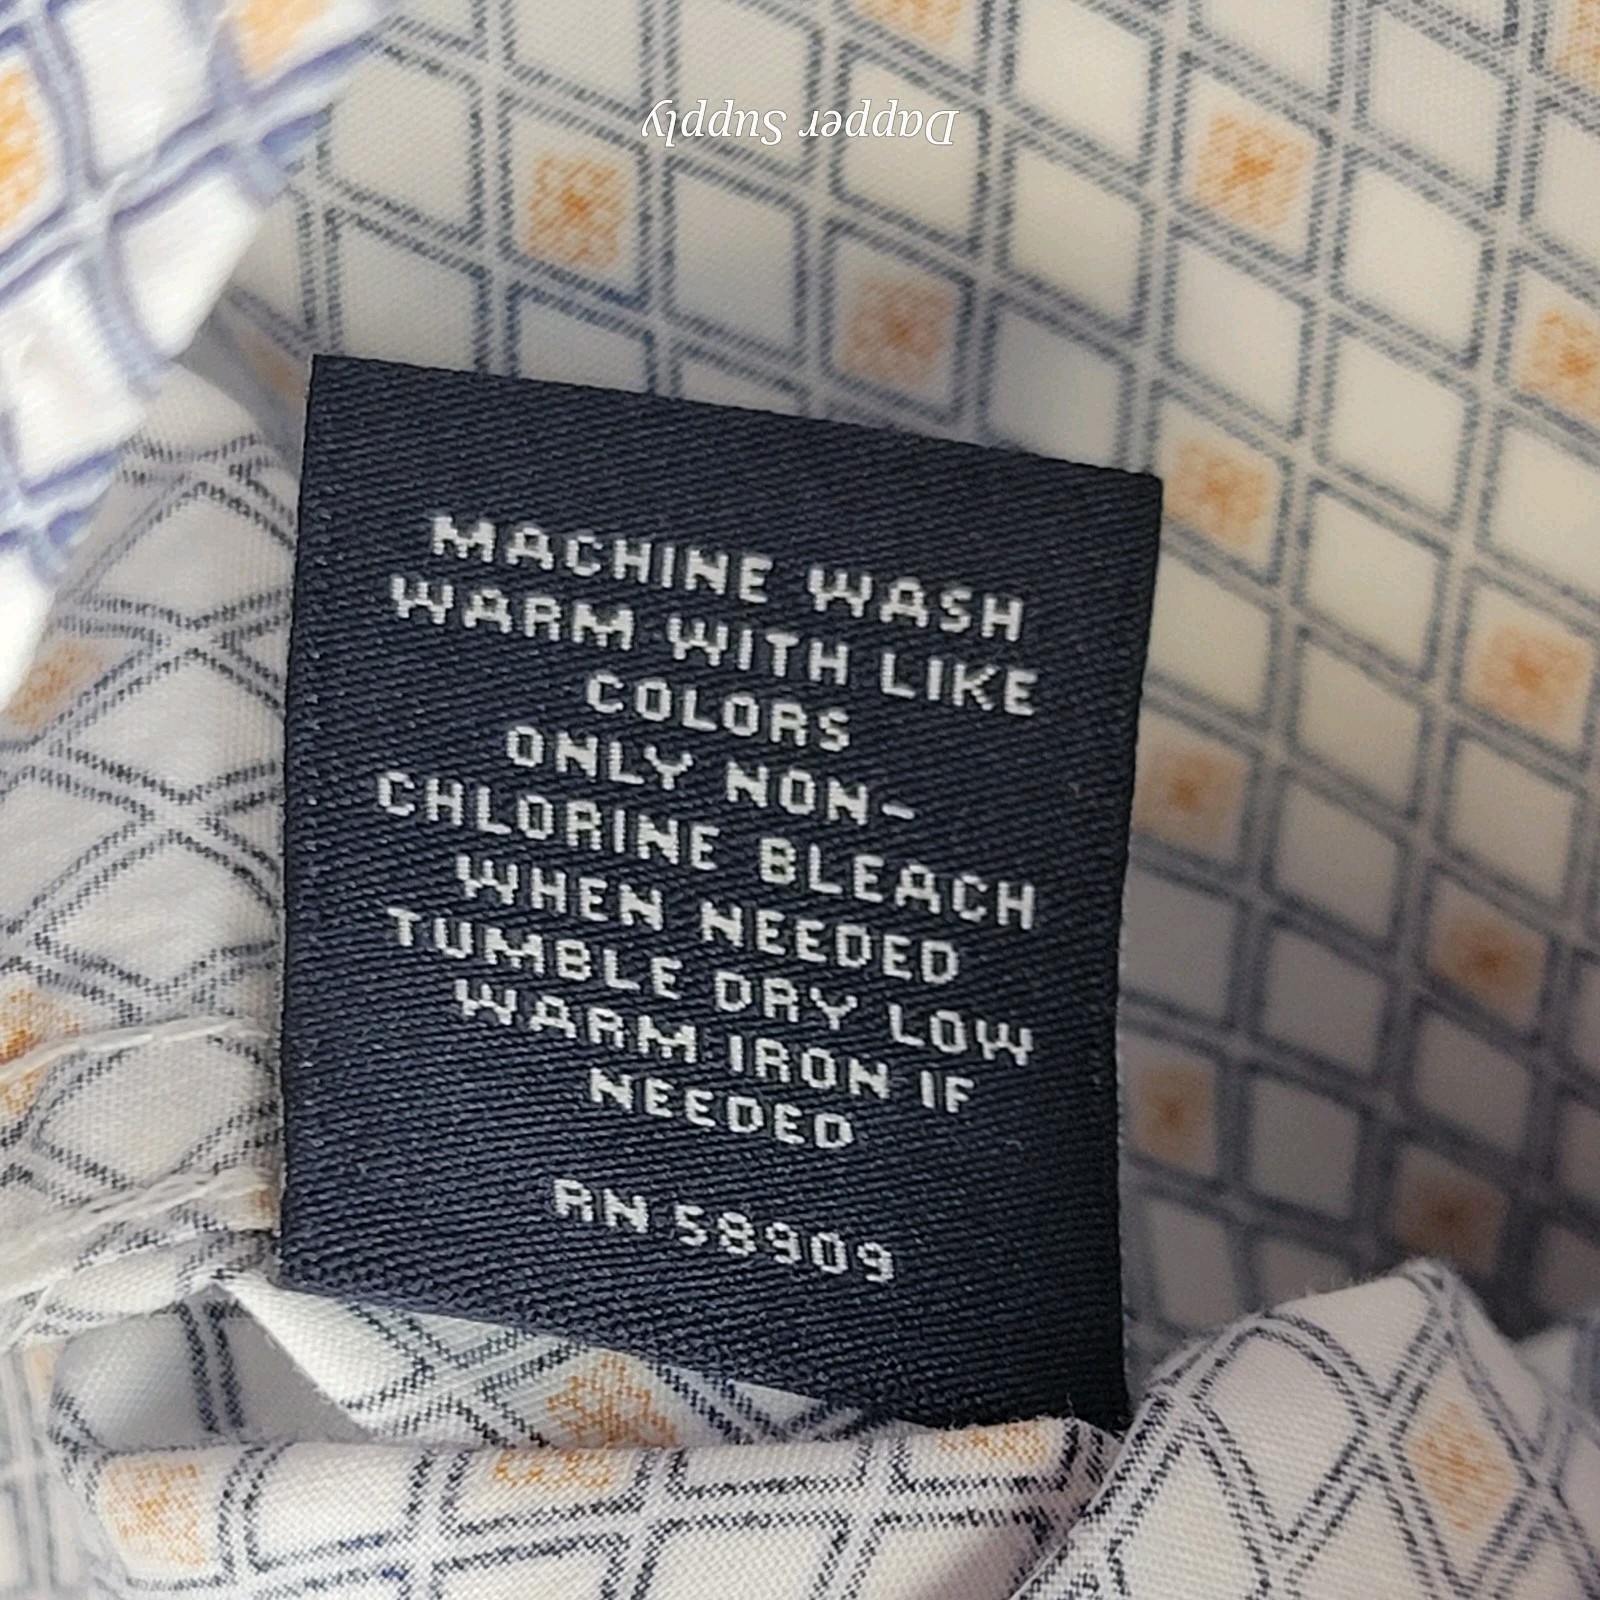 Dapper Supply
MACHINE WASH
WARM WITH LIKE
COLORS
ONLY NON-
CHLORINE BLEACH
WHEN NEEDED
TUMBLE DRY LOW
WARM IRON IF
NEEDED
RN 58909